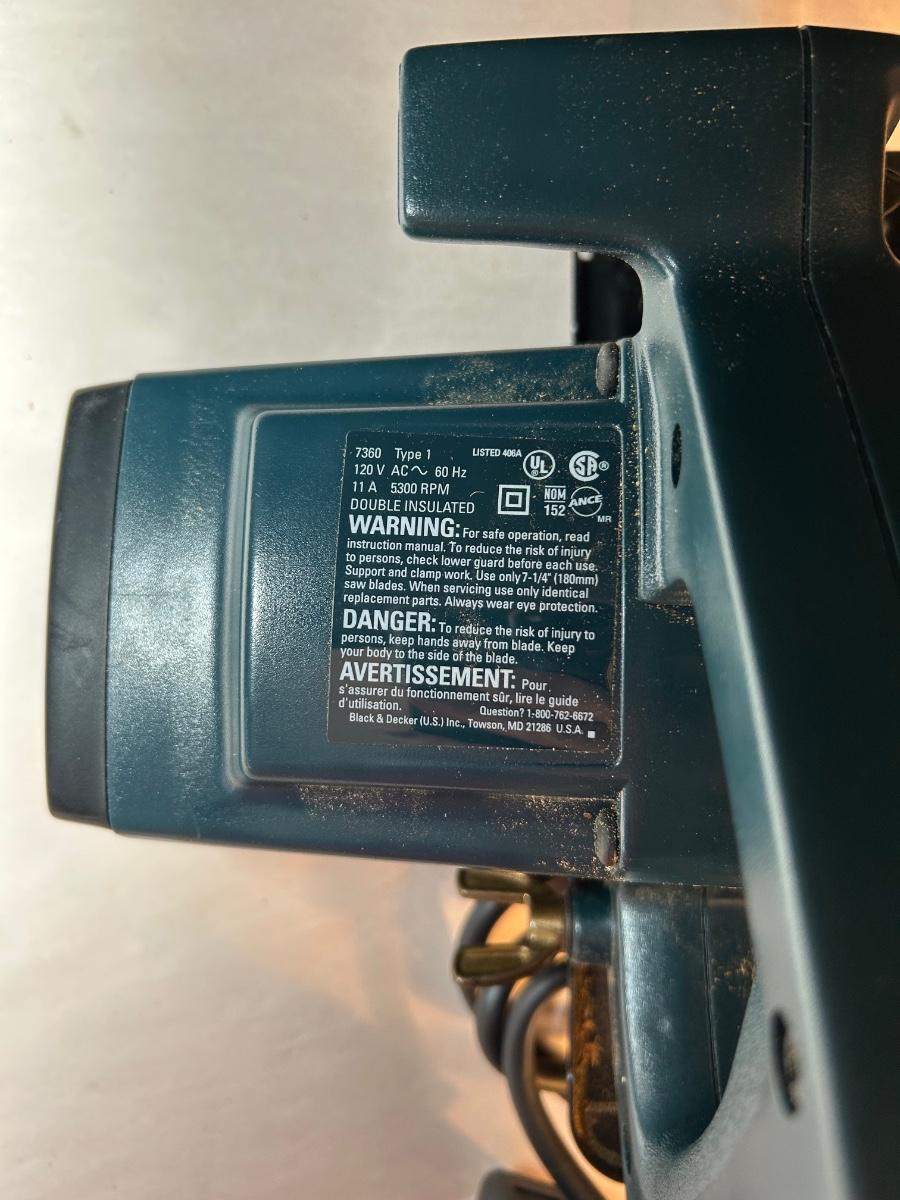 7360 Type 1 LISTED 406A
120 V AC ~ 60 Hz UL ® SA ®
11 A 5300 RPM
DOUBLE INSULATED NOM 152 ANCE MR
WARNING: For safe operation, read
instruction manual. To reduce the risk of injury
to persons, check lower guard before each use.
Support and clamp work. Use only 7-1/4" (180mm)
saw blades. When servicing use only identical
replacement parts. Always wear eye protection.
DANGER: To reduce the risk of injury to
persons, keep hands away from blade. Keep
your body to the side of the blade.
AVERTISSEMENT: Pour
s'assurer du fonctionnement sûr, lire le guide
d'utilisation. Question? 1-800-762-6672
Black & Decker (U.S.) Inc., Towson, MD 21286 U.S.A.